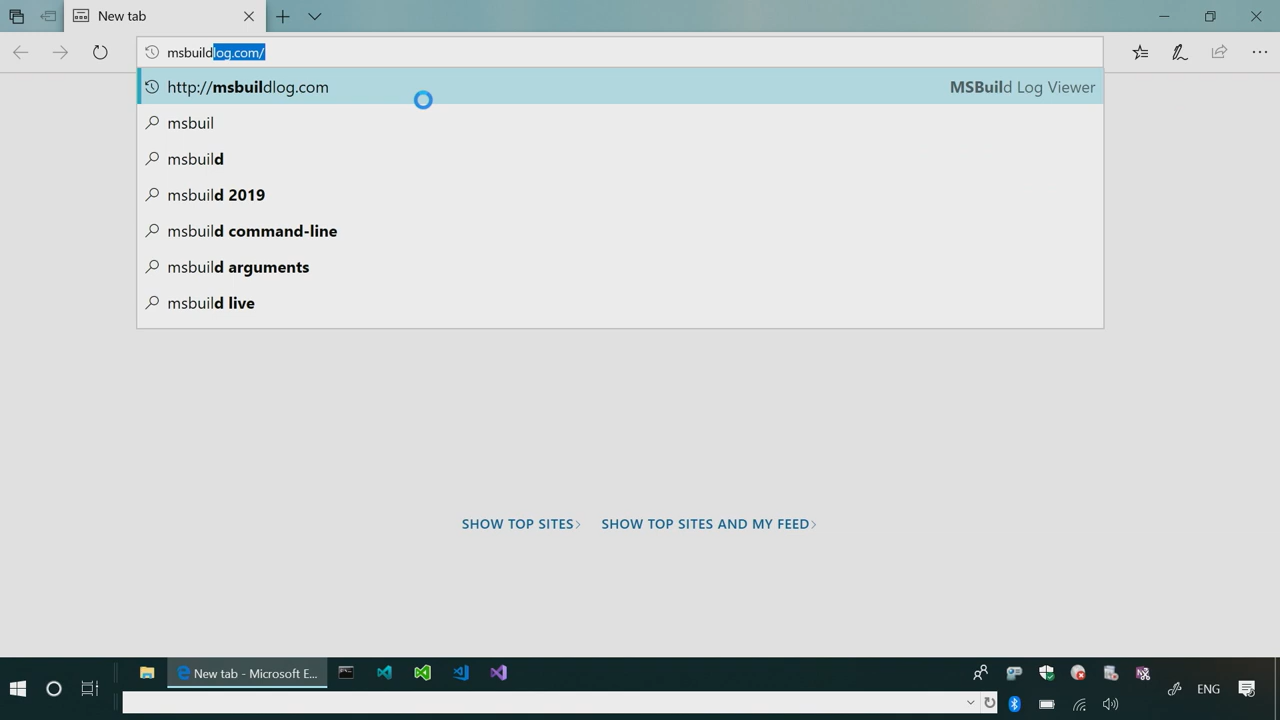 New tab
msbuildlog.com/
http://msbuildlog.com MSBuild Log Viewer
msbuil
msbuild
msbuild 2019
msbuild command-line
msbuild arguments
msbuild live
SHOW TOP SITES SHOW TOP SITES AND MY FEED
New tab - Microsoft E...
ENG